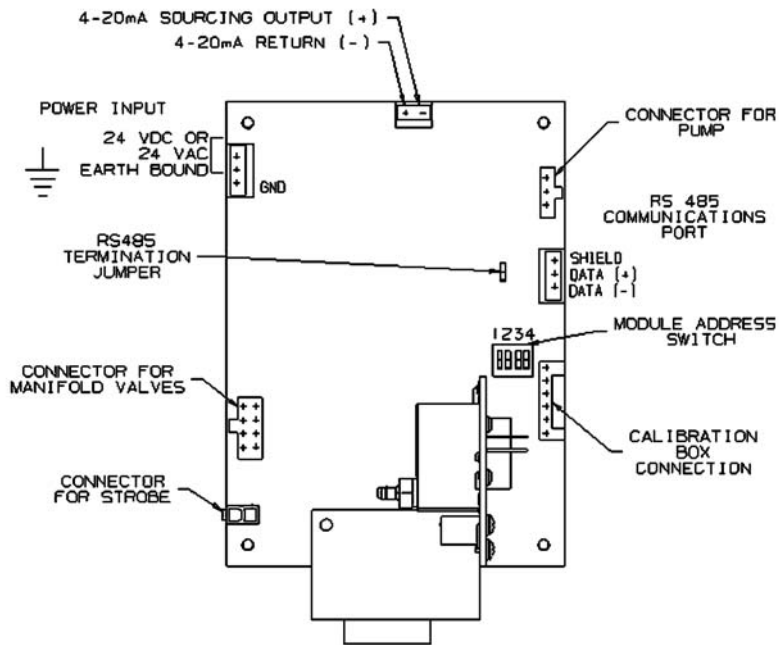 4-20mA SOURCING OUTPUT (+)
4-20mA RETURN (-)
+ -
POWER INPUT
24 VDC OR
24 VAC
EARTH BOUND
GND
CONNECTOR FOR
PUMP
RS 485
COMMUNICATIONS
PORT
RS485
TERMINATION
JUMPER
SHIELD
DATA (+)
DATA (-)
1234
MODULE ADDRESS
SWITCH
CONNECTOR FOR
MANIFOLD VALVES
CALIBRATION
BOX
CONNECTION
CONNECTOR
FOR STROBE